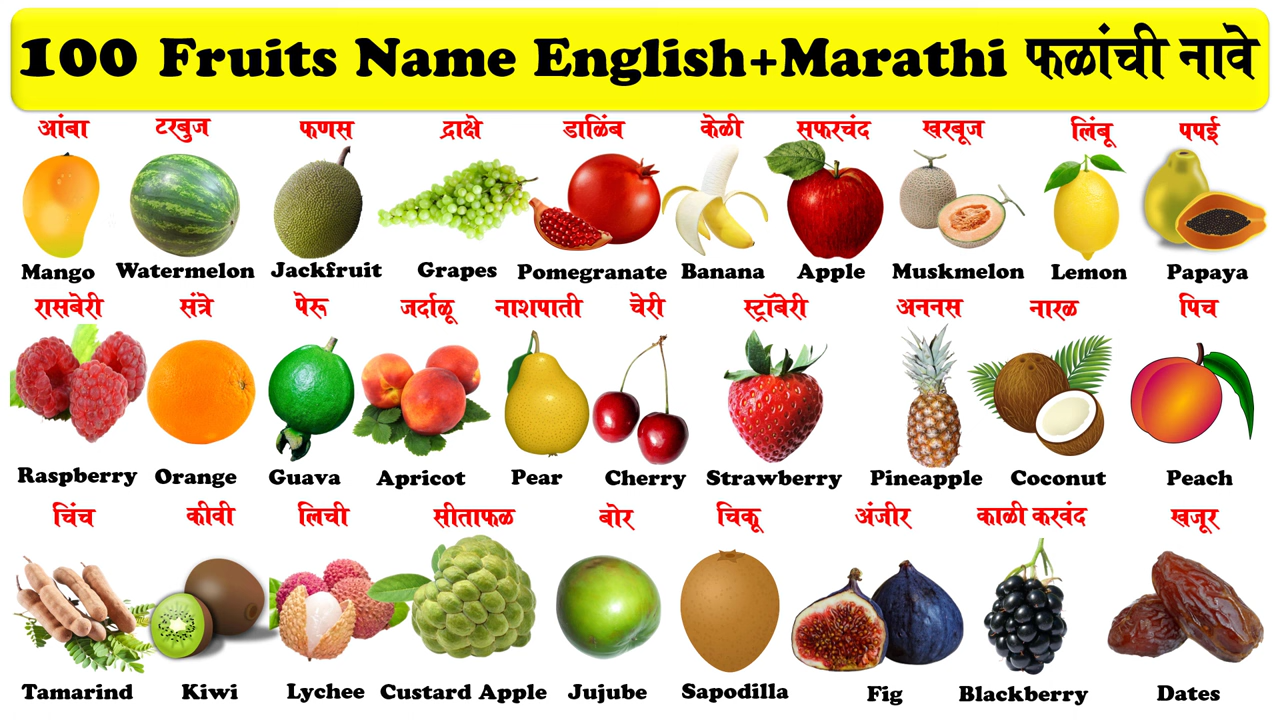 100 Fruits Name English+Marathi फळांची नावे
आंबा टरबुज फणस द्राक्षे डाळिंब केळी सफरचंद खरबूज लिंबू पपई
Mango Watermelon Jackfruit Grapes Pomegranate Banana Apple Muskmelon Lemon Papaya
रासबेरी संत्रे पेरू जर्दाळू नाशपाती चेरी स्ट्रॉबेरी अननस नारळ पिच
Raspberry Orange Guava Apricot Pear Cherry Strawberry Pineapple Coconut Peach
चिंच कीवी लिची सीताफळ बोर चिकू अंजीर काळी करवंद खजूर
Tamarind Kiwi Lychee Custard Apple Jujube Sapodilla Fig Blackberry Dates